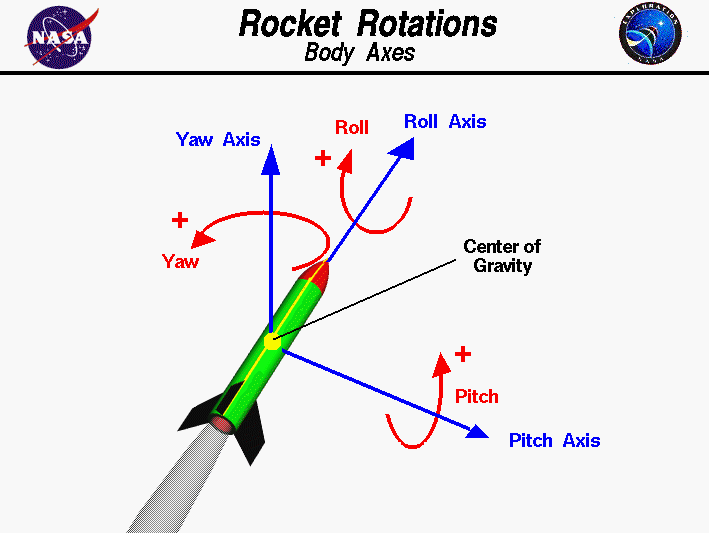 NASA
Rocket Rotations
Body Axes
EXPLORATION
NASA
Yaw Axis
Roll
Roll Axis
+
+
Yaw
Center of
Gravity
+
Pitch
Pitch Axis